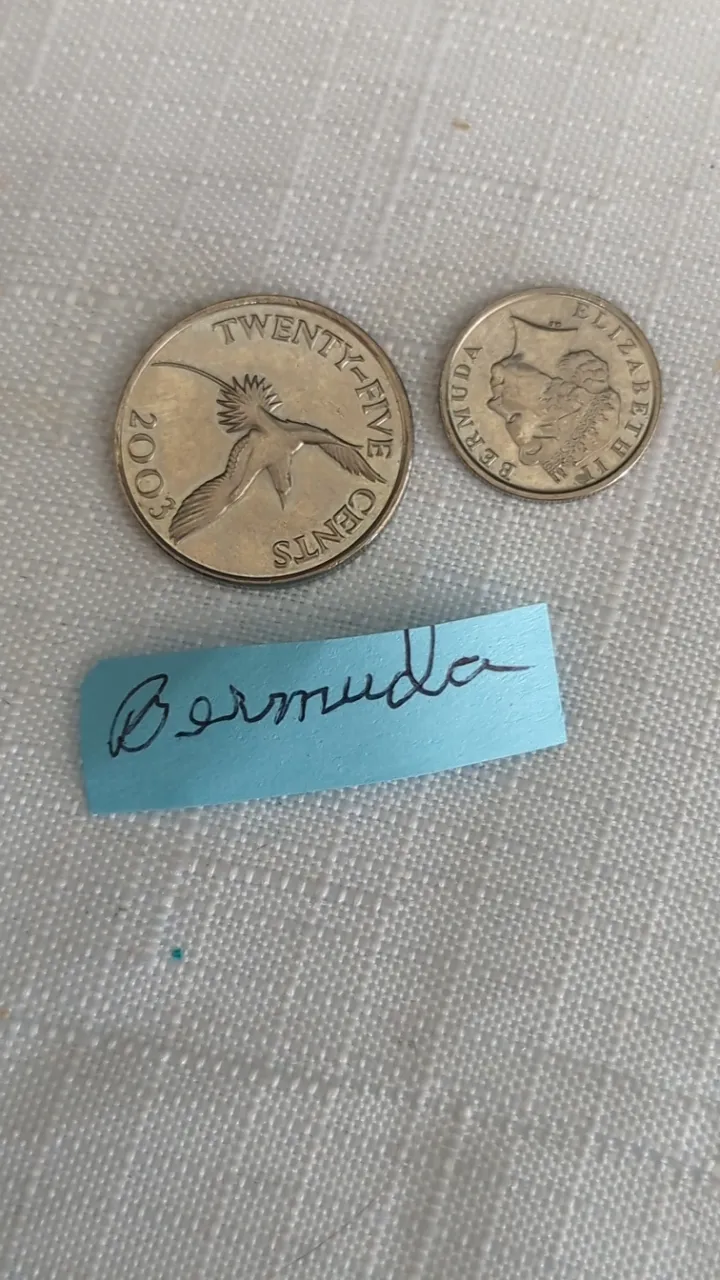 TWENTY-FIVE CENTS
2003
BERMUDA
ELIZABETH II
Bermuda